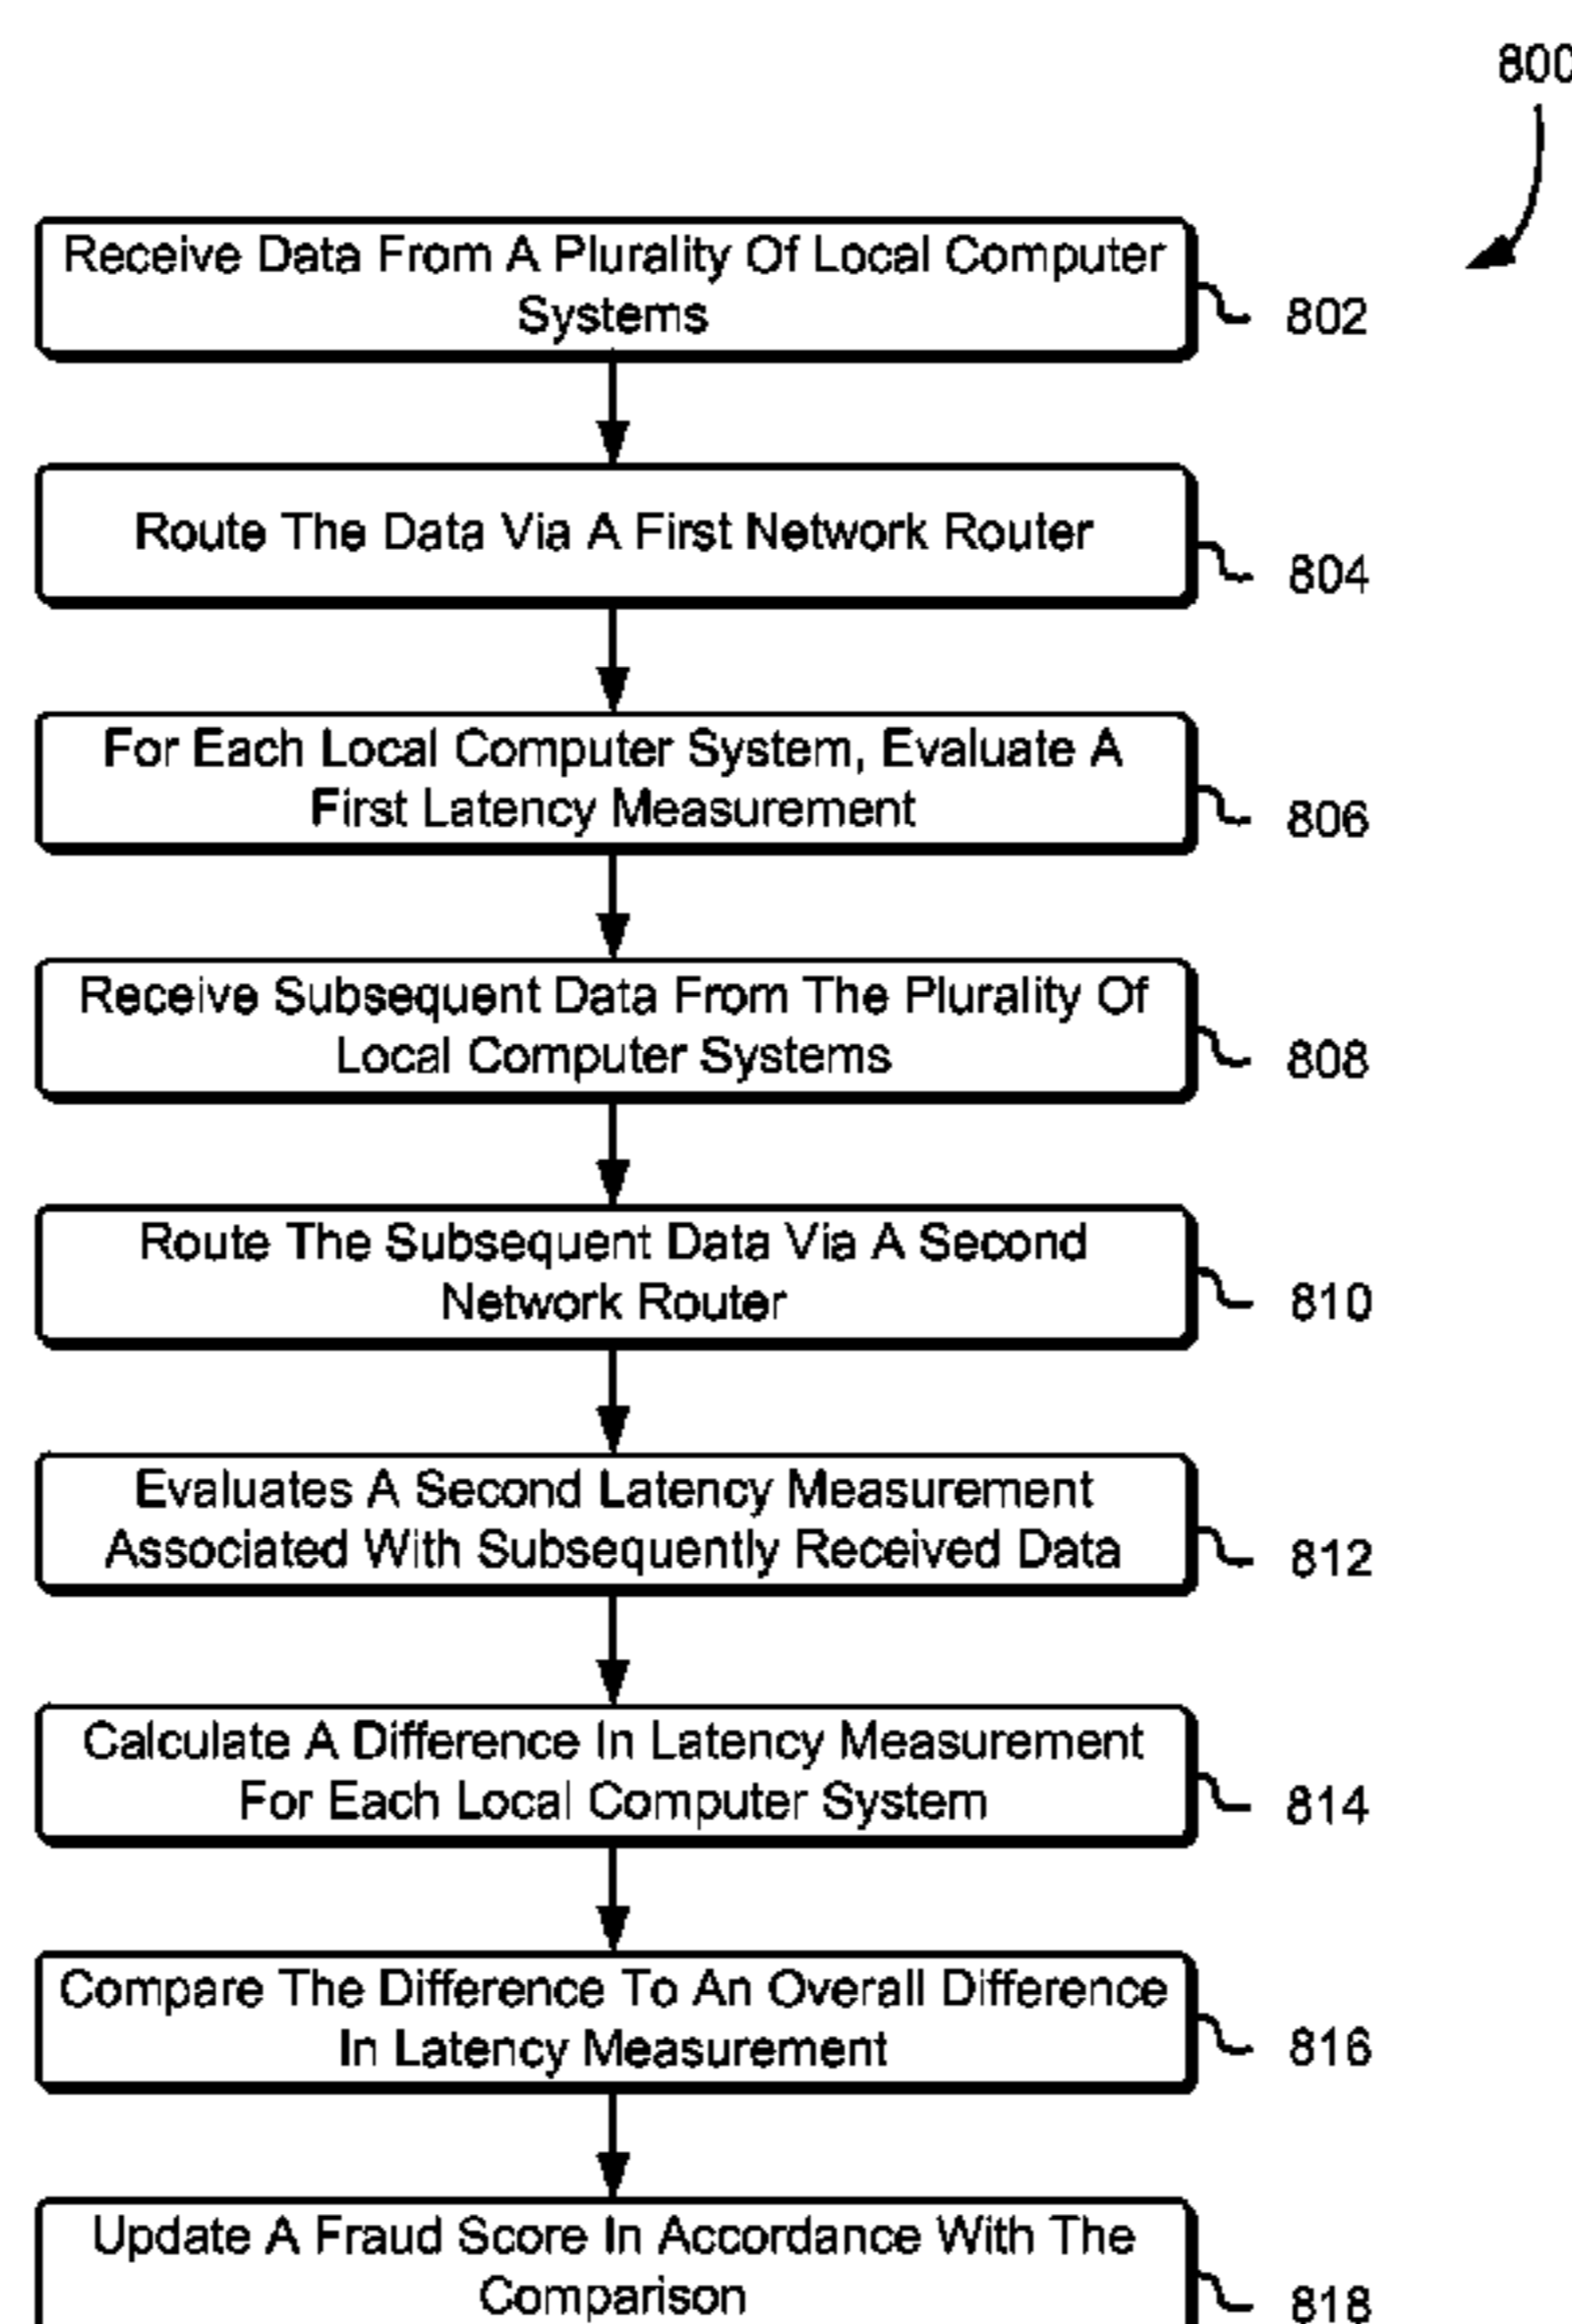 800
Receive Data From A Plurality Of Local Computer
Systems
802
Route The Data Via A First Network Router
804
For Each Local Computer System, Evaluate A
First Latency Measurement
806
Receive Subsequent Data From The Plurality Of
Local Computer Systems
808
Route The Subsequent Data Via A Second
Network Router
810
Evaluates A Second Latency Measurement
Associated With Subsequently Received Data
812
Calculate A Difference In Latency Measurement
For Each Local Computer System
814
Compare The Difference To An Overall Difference
In Latency Measurement
816
Update A Fraud Score In Accordance With The
Comparison
818